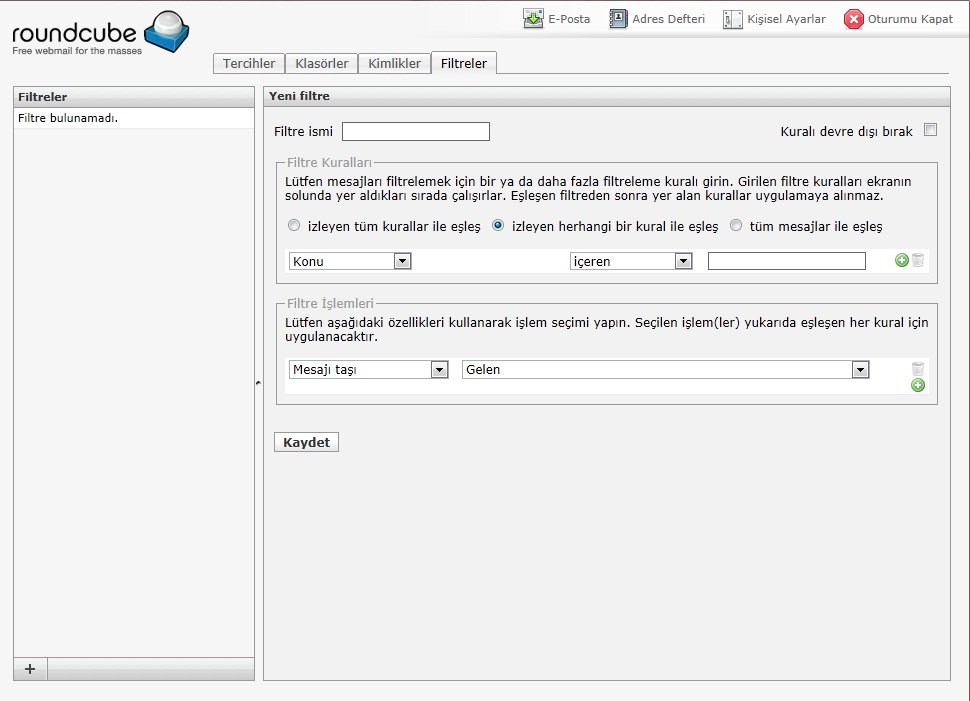 roundcube
Free webmail for the masses
E-Posta
Adres Defteri
Kişisel Ayarlar
Oturumu Kapat
Tercihler
Klasörler
Kimlikler
Filtreler
Filtreler
Filtre bulunamadı.
Yeni filtre
Filtre ismi
Kuralı devre dışı bırak
Filtre Kuralları
Lütfen mesajları filtrelemek için bir ya da daha fazla filtreleme kuralı girin. Girilen filtre kuralları ekranın
solunda yer aldıkları sırada çalışırlar. Eşleşen filtreden sonra yer alan kurallar uygulamaya alınmaz.
izleyen tüm kurallar ile eşleş
izleyen herhangi bir kural ile eşleş
tüm mesajlar ile eşleş
Konu
içeren
Filtre İşlemleri
Lütfen aşağıdaki özellikleri kullanarak işlem seçimi yapın. Seçilen işlem(ler) yukarıda eşleşen her kural için
uygulanacaktır.
Mesajı taşı
Gelen
Kaydet